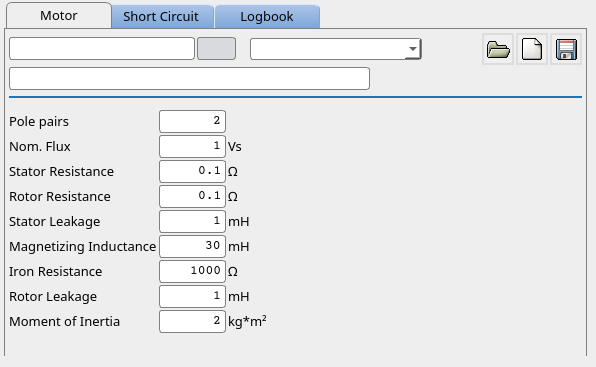 Motor Short Circuit Logbook
Pole pairs 2
Nom. Flux 1 Vs
Stator Resistance 0.1 Ω
Rotor Resistance 0.1 Ω
Stator Leakage 1 mH
Magnetizing Inductance 30 mH
Iron Resistance 1000 Ω
Rotor Leakage 1 mH
Moment of Inertia 2 kg*m²